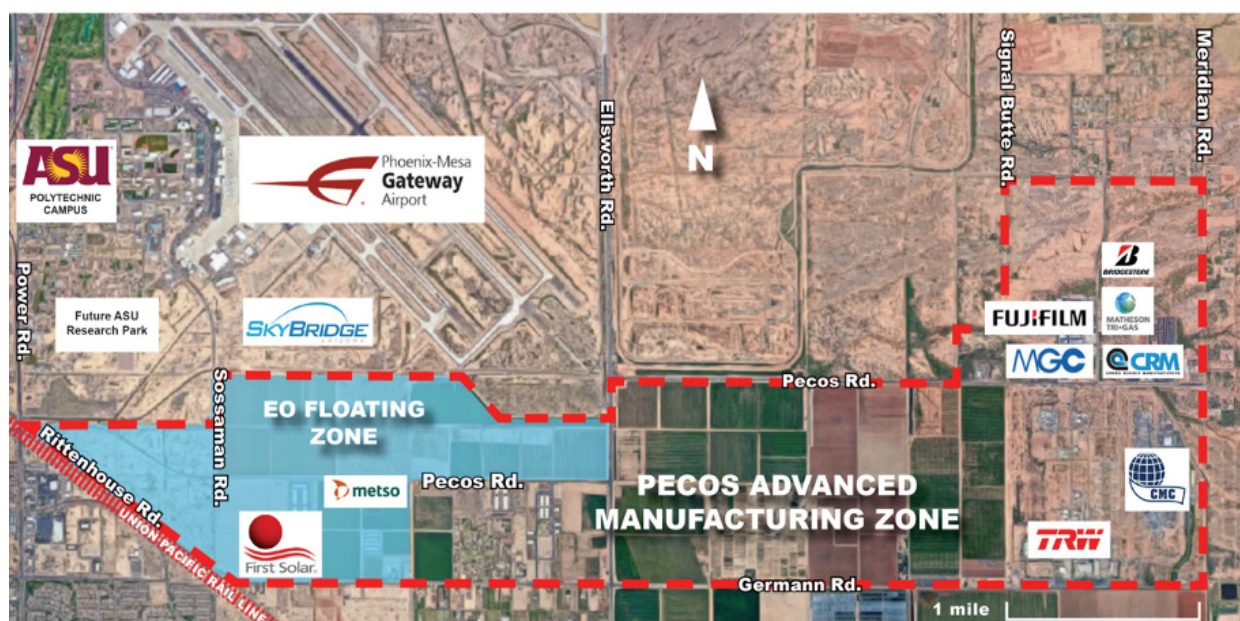 ASU
POLYTECHNIC
CAMPUS
Phoenix-Mesa
Gateway
Airport
Ellsworth Rd.
N
Signal Butte Rd.
Meridian Rd.
Power Rd.
Future ASU
Research Park
SKYBRIDGE
ARIZONA
BRIDGESTONE
FUJIFILM
MATHESON
TRI•GAS
MGC
CRM
Pecos Rd.
Sossaman Rd.
EO FLOATING
ZONE
Rittenhouse Rd.
UNION PACIFIC RAIL LINE
metso
Pecos Rd.
PECOS ADVANCED
MANUFACTURING ZONE
CMC
First Solar.
TRW
Germann Rd.
1 mile